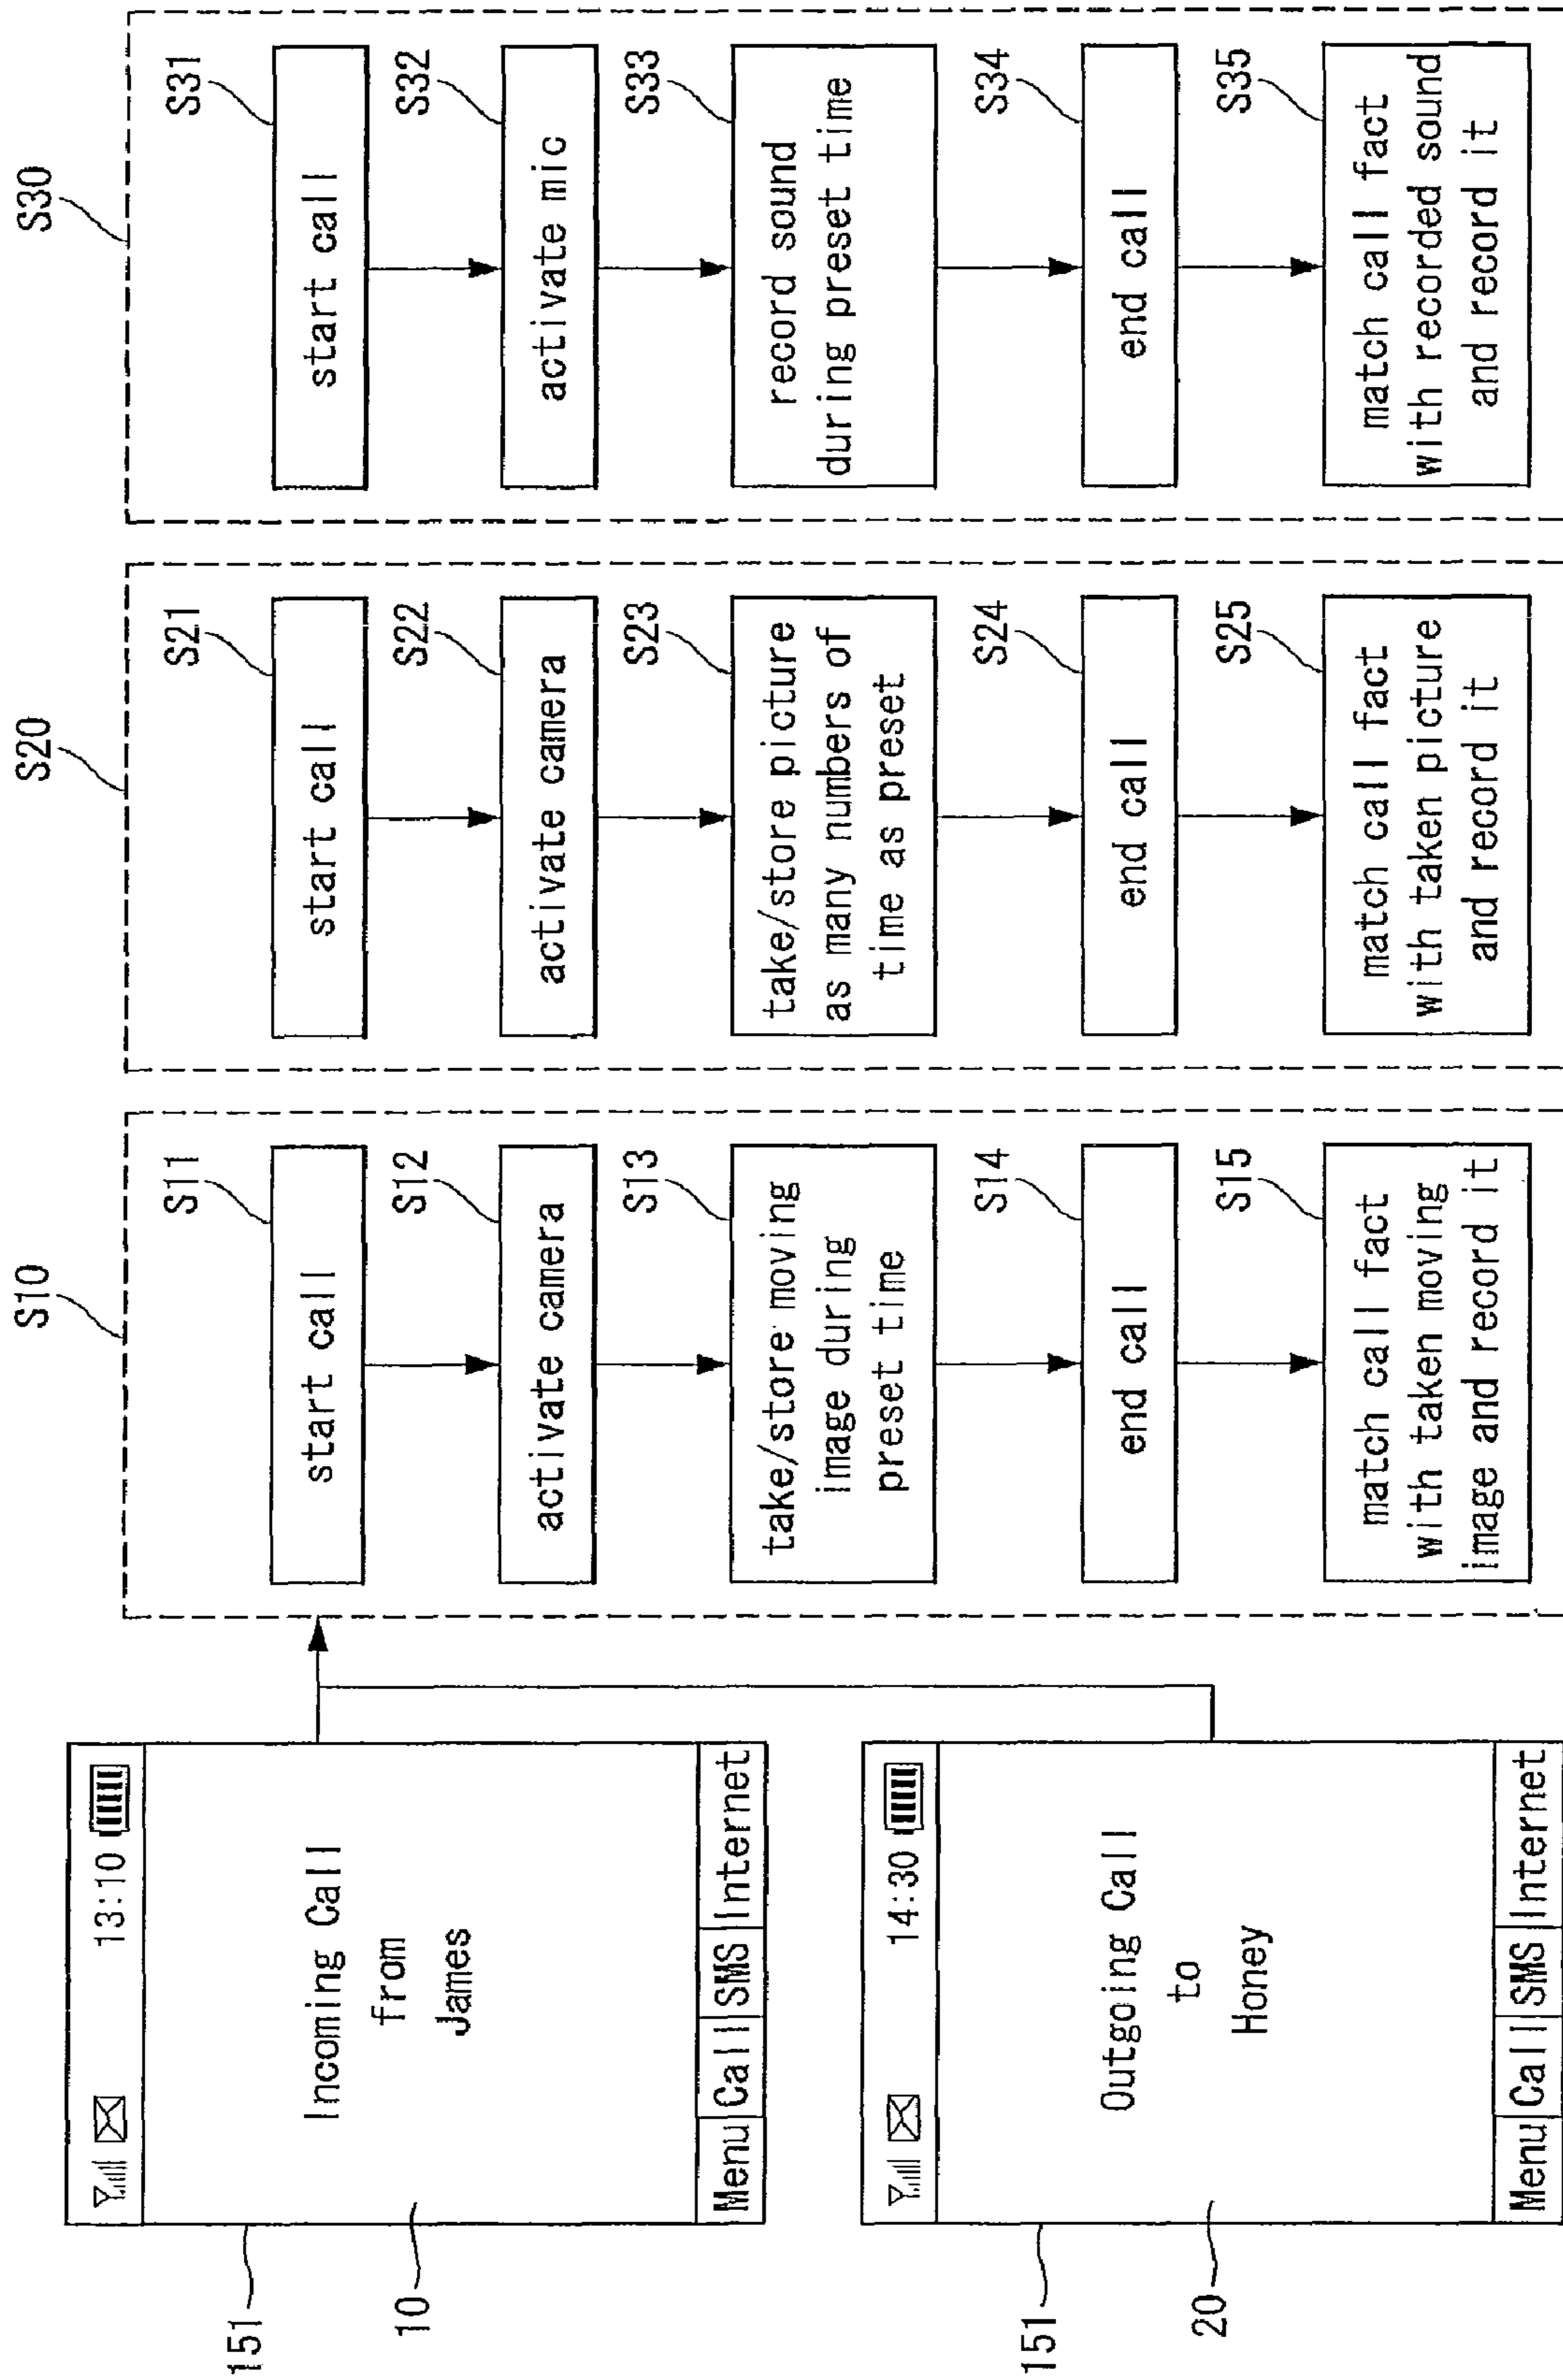 151
10
13:10
Incoming Call
from
James
Menu
Call
SMS
Internet
151
20
14:30
Outgoing Call
to
Honey
Menu
Call
SMS
Internet
S10
S11
start call
S12
activate camera
S13
take/store moving
image during
preset time
S14
end call
S15
match call fact
with taken moving
image and record it
S20
S21
start call
S22
activate camera
S23
take/store picture
as many numbers of
time as preset
S24
end call
S25
match call fact
with taken picture
and record it
S30
S31
start call
S32
activate mic
S33
record sound
during preset time
S34
end call
S35
match call fact
with recorded sound
and record it